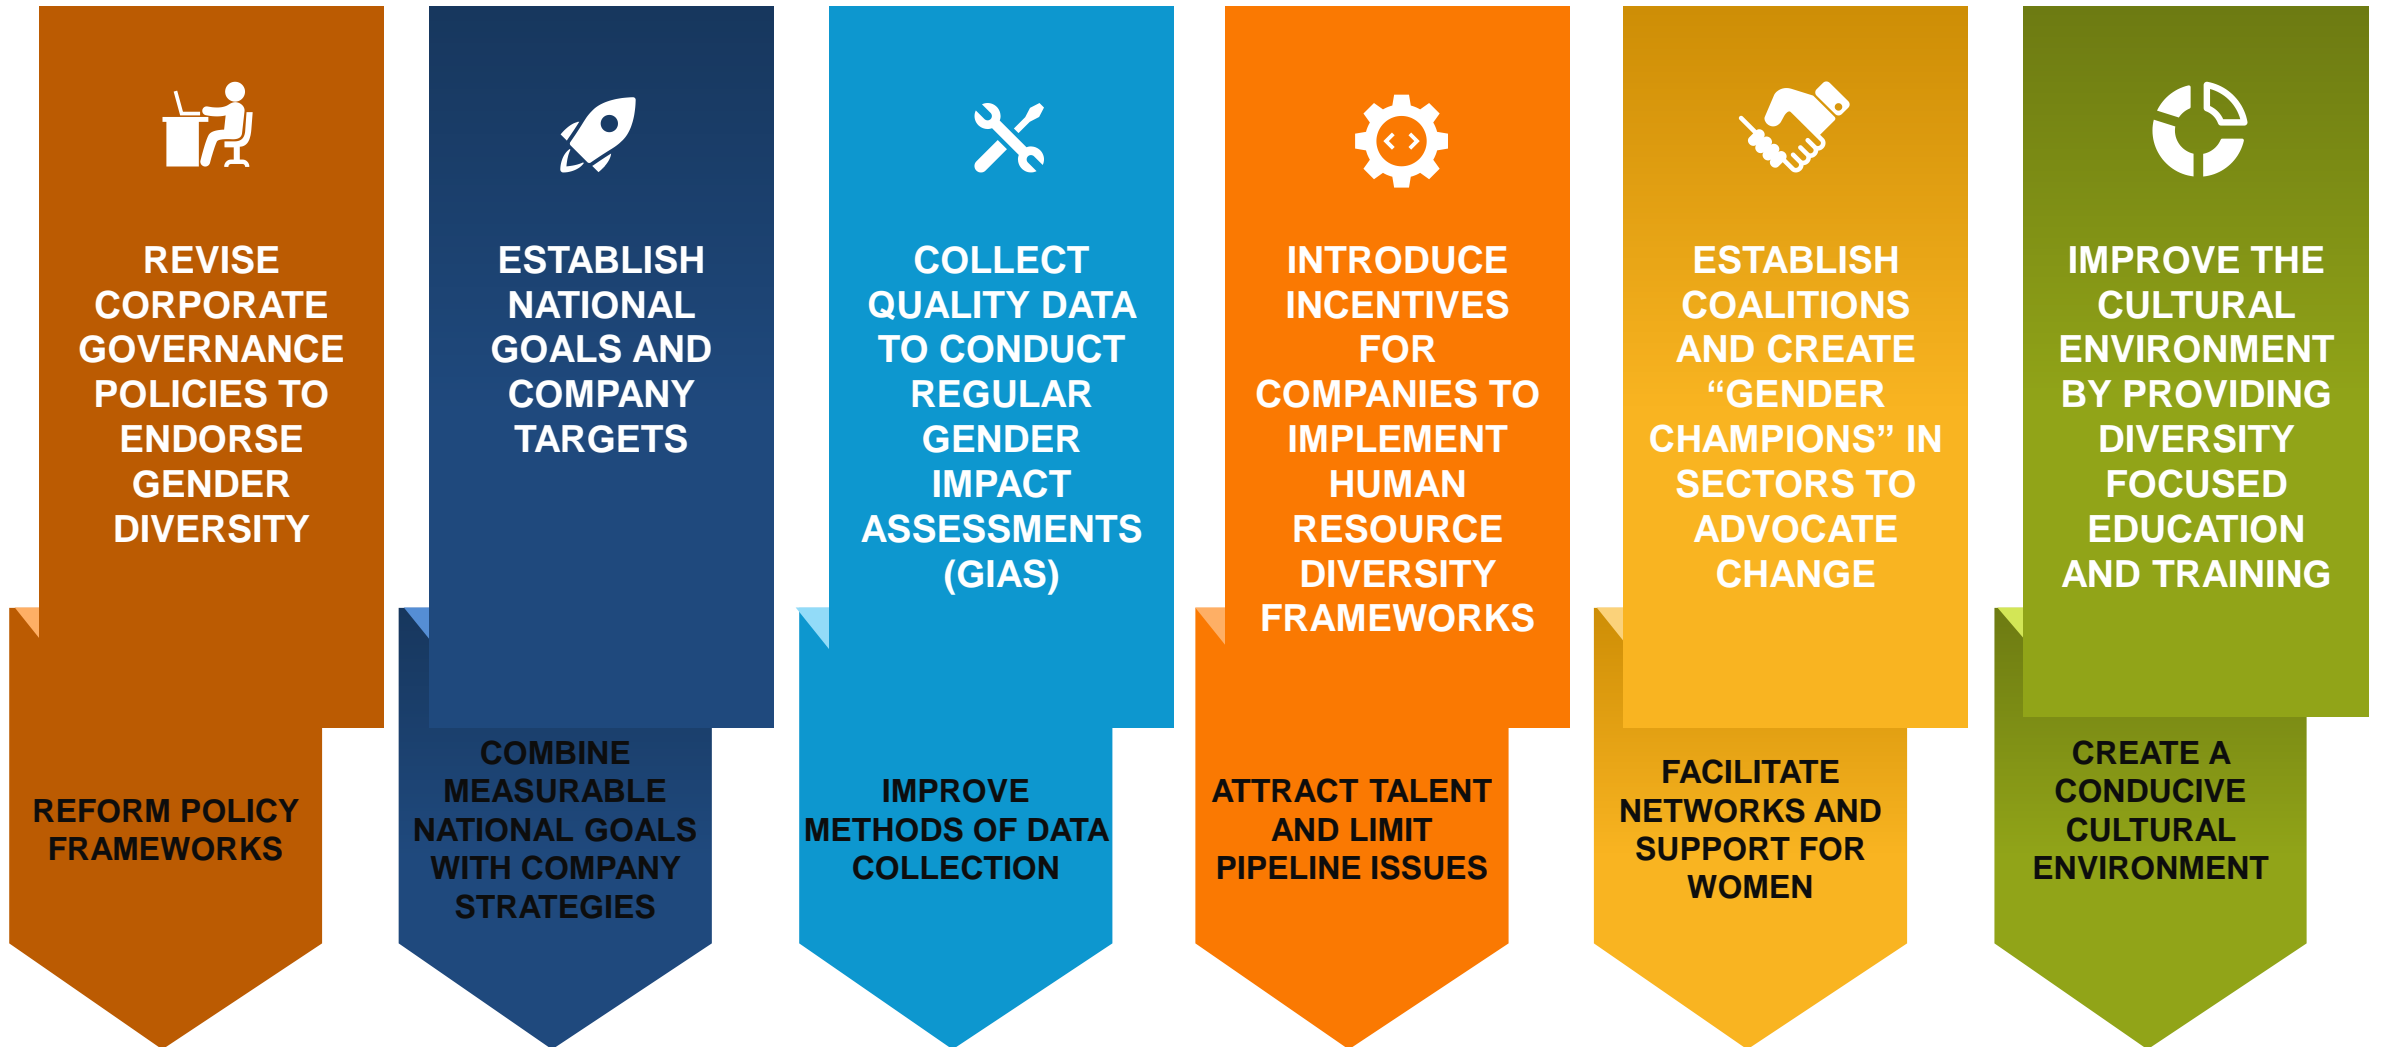 REVISE
CORPORATE
GOVERNANCE
POLICIES TO
ENDORSE
GENDER
DIVERSITY
REFORM POLICY
FRAMEWORKS
ESTABLISH
NATIONAL
GOALS AND
COMPANY
TARGETS
COMBINE
MEASURABLE
NATIONAL GOALS
WITH COMPANY
STRATEGIES
COLLECT
QUALITY DATA
TO CONDUCT
REGULAR
GENDER
IMPACT
ASSESSMENTS
(GIAS)
IMPROVE
METHODS OF DATA
COLLECTION
INTRODUCE
INCENTIVES
FOR
COMPANIES TO
IMPLEMENT
HUMAN
RESOURCE
DIVERSITY
FRAMEWORKS
ATTRACT TALENT
AND LIMIT
PIPELINE ISSUES
ESTABLISH
COALITIONS
AND CREATE
“GENDER
CHAMPIONS” IN
SECTORS TO
ADVOCATE
CHANGE
FACILITATE
NETWORKS AND
SUPPORT FOR
WOMEN
IMPROVE THE
CULTURAL
ENVIRONMENT
BY PROVIDING
DIVERSITY
FOCUSED
EDUCATION
AND TRAINING
CREATE A
CONDUCIVE
CULTURAL
ENVIRONMENT